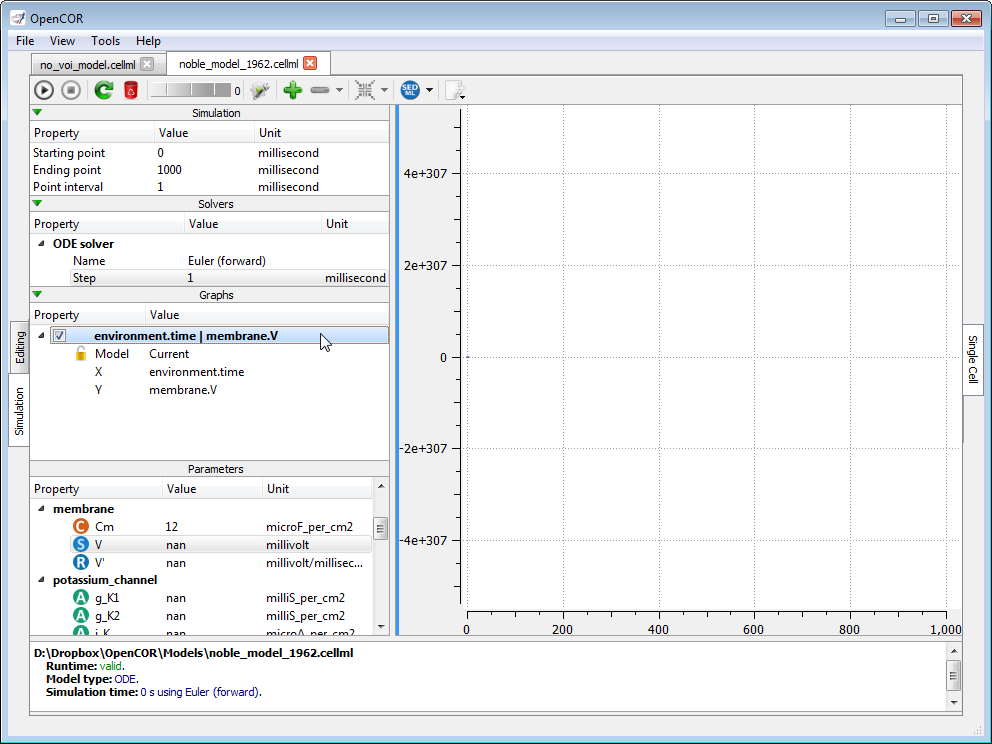 OpenCOR
File View Tools Help
no_voi_model.cellml noble_model_1962.cellml
0 SED ML
Simulation
Property Value Unit
Starting point 0 millisecond
Ending point 1000 millisecond
Point interval 1 millisecond
Solvers
Property Value Unit
ODE solver
Name Euler (forward)
Step 1 millisecond
Graphs
Property Value
environment.time | membrane.V
Model Current
X environment.time
Y membrane.V
Editing
Simulation
Parameters
Property Value Unit
membrane
C Cm 12 microF_per_cm2
S V nan millivolt
R V' nan millivolt/millisec...
potassium_channel
A g_K1 nan milliS_per_cm2
A g_K2 nan milliS_per_cm2
A i_K nan microA_per_cm2
4e+307
2e+307
0
-2e+307
-4e+307
0 200 400 600 800 1,000
Single Cell
D:\Dropbox\OpenCOR\Models\noble_model_1962.cellml
Runtime: valid.
Model type: ODE.
Simulation time: 0 s using Euler (forward).